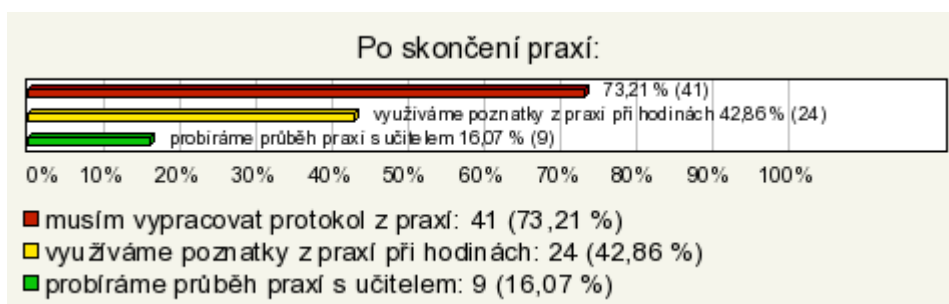 Po skončení praxí:
73,21 % (41)
využíváme poznatky z praxí při hodinách 42,86 % (24)
probíráme průběh praxí s učitelem 16,07 % (9)
0% 10% 20% 30% 40% 50% 60% 70% 80% 90% 100%
musím vypracovat protokol z praxí: 41 (73,21 %)
využíváme poznatky z praxí při hodinách: 24 (42,86 %)
probíráme průběh praxí s učitelem: 9 (16,07 %)